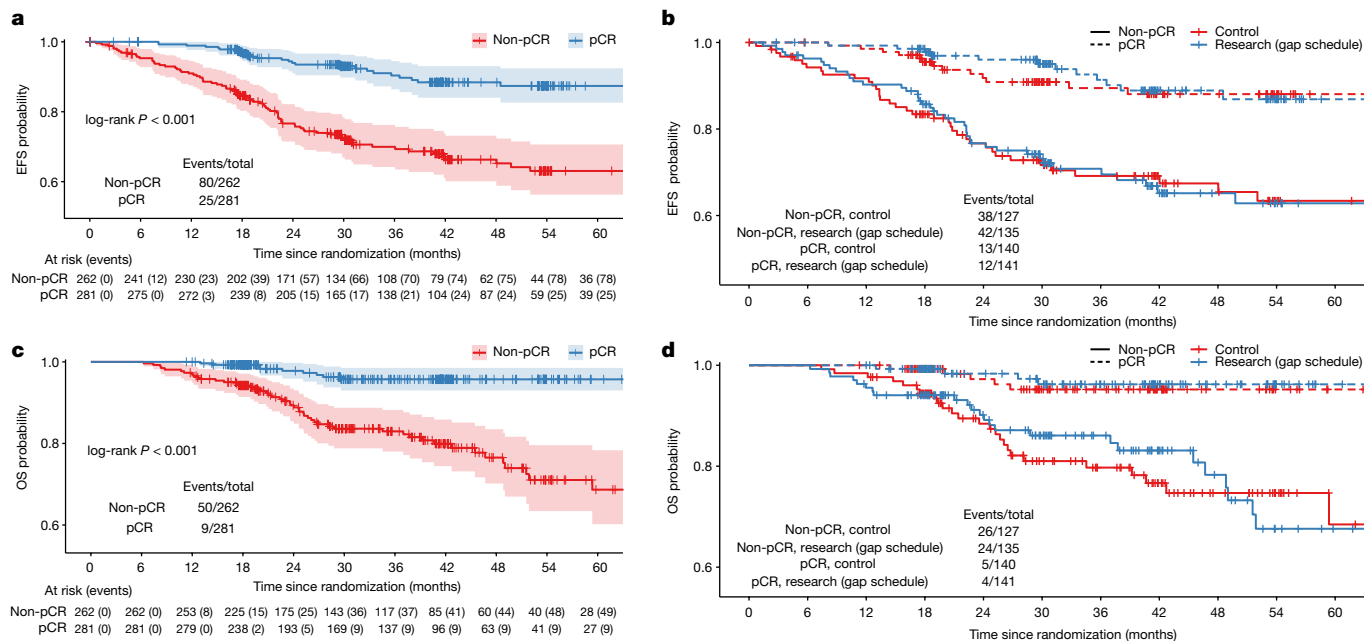 a
Non-pCR pCR
1.0
0.8
0.6
EFS probability
log-rank P < 0.001
Events/total
Non-pCR 80/262
pCR 25/281
0 6 12 18 24 30 36 42 48 54 60
Time since randomization (months)
At risk (events)
Non-pCR 262 (0) 241 (12) 230 (23) 202 (39) 171 (57) 134 (66) 108 (70) 79 (74) 62 (75) 44 (78) 36 (78)
pCR 281 (0) 275 (0) 272 (3) 239 (8) 205 (15) 165 (17) 138 (21) 104 (24) 87 (24) 59 (25) 39 (25)
b
Non-pCR Control
pCR Research (gap schedule)
1.0
0.8
0.6
EFS probability
Events/total
Non-pCR, control 38/127
Non-pCR, research (gap schedule) 42/135
pCR, control 13/140
pCR, research (gap schedule) 12/141
0 6 12 18 24 30 36 42 48 54 60
Time since randomization (months)
c
Non-pCR pCR
1.0
0.8
0.6
OS probability
log-rank P < 0.001
Events/total
Non-pCR 50/262
pCR 9/281
0 6 12 18 24 30 36 42 48 54 60
Time since randomization (months)
At risk (events)
Non-pCR 262 (0) 262 (0) 253 (8) 225 (15) 175 (25) 143 (36) 117 (37) 85 (41) 60 (44) 40 (48) 28 (49)
pCR 281 (0) 281 (0) 279 (0) 238 (2) 193 (5) 169 (9) 137 (9) 96 (9) 63 (9) 41 (9) 27 (9)
d
Non-pCR Control
pCR Research (gap schedule)
1.0
0.8
0.6
OS probability
Events/total
Non-pCR, control 26/127
Non-pCR, research (gap schedule) 24/135
pCR, control 5/140
pCR, research (gap schedule) 4/141
0 6 12 18 24 30 36 42 48 54 60
Time since randomization (months)